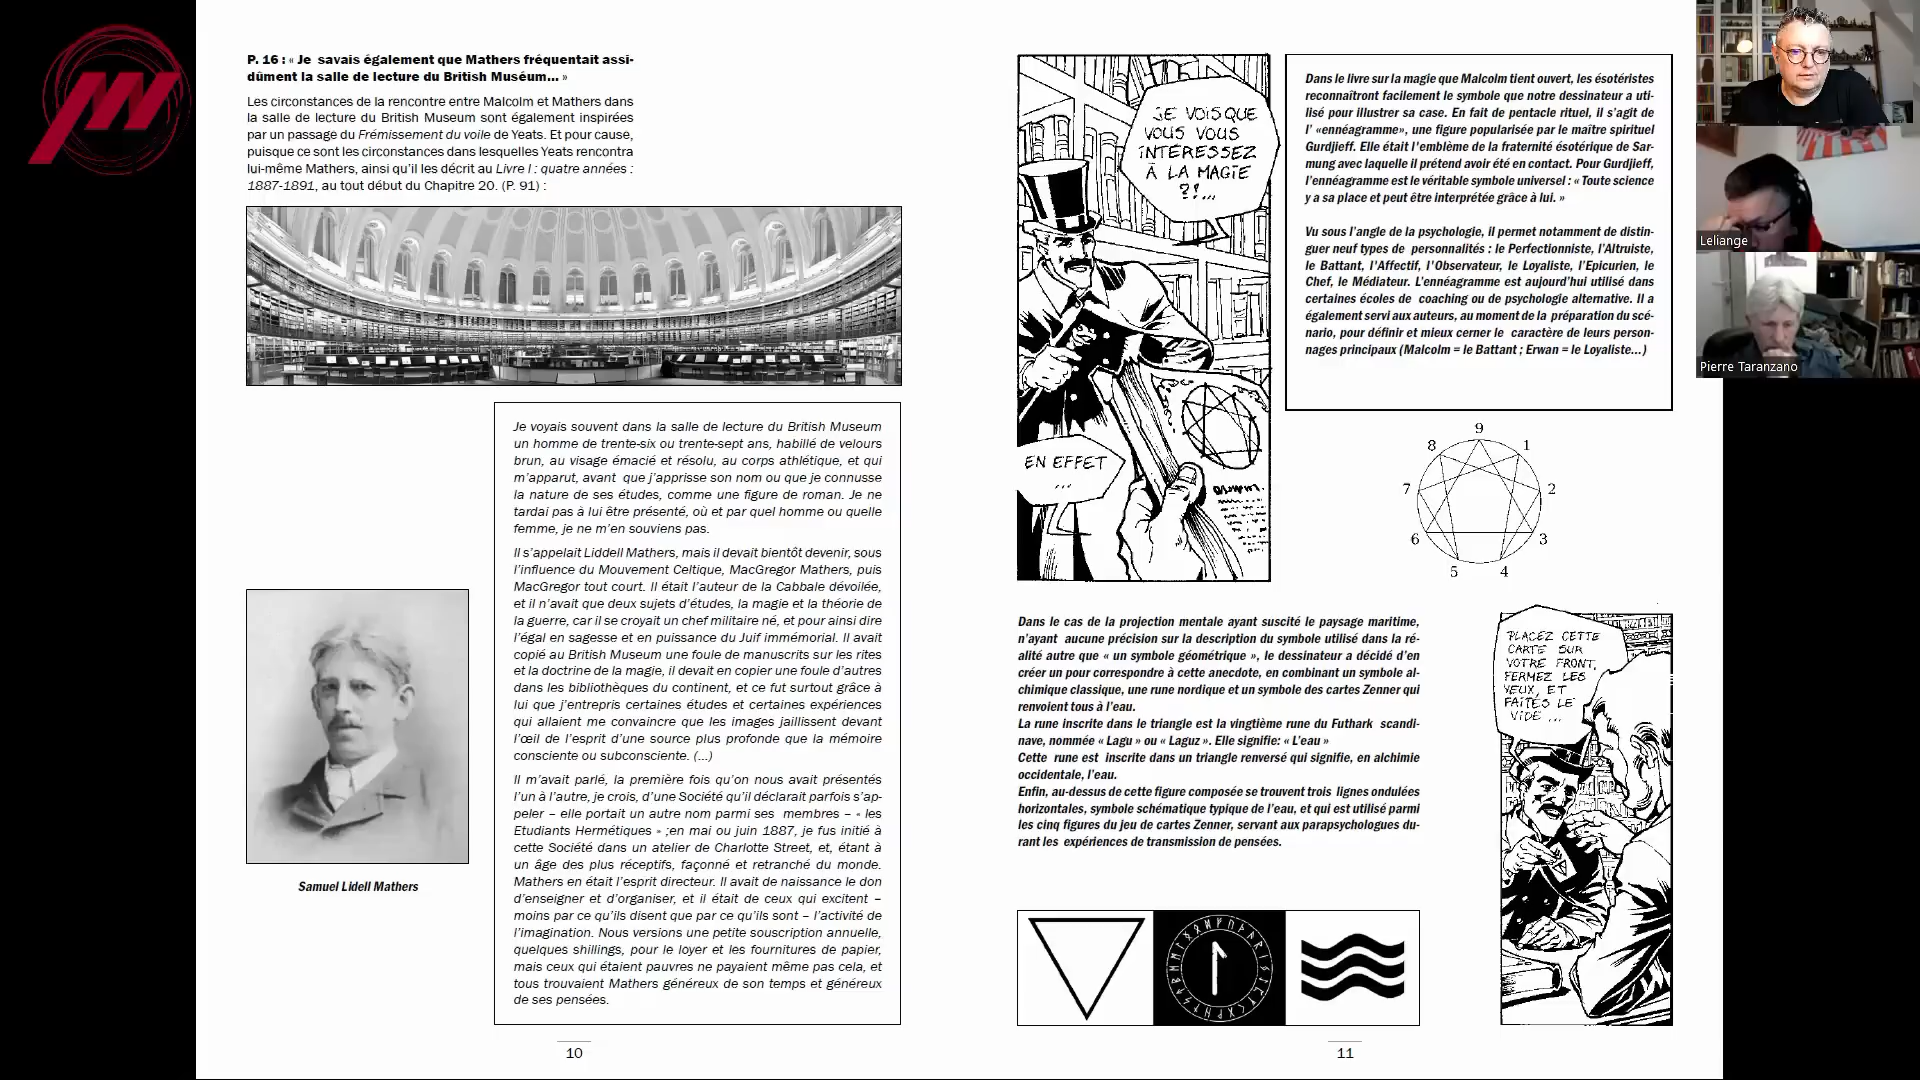 P. 16 : « Je savais également que Mathers fréquentait assi-
dûment la salle de lecture du British Muséum... »
Les circonstances de la rencontre entre Malcolm et Mathers dans
la salle de lecture du British Museum sont également inspirées
par un passage du Frémissement du voile de Yeats. Et pour cause,
puisque ce sont les circonstances dans lesquelles Yeats rencontra
lui-même Mathers, ainsi qu'il les décrit au Livre I : quatre années :
1887-1891, au tout début du Chapitre 20. (P. 91) :
Je voyais souvent dans la salle de lecture du British Museum
un homme de trente-six ou trente-sept ans, habillé de velours
brun, au visage émacié et résolu, au corps athlétique, et qui
m'apparut, avant que j'apprisse son nom ou que je connusse
la nature de ses études, comme une figure de roman. Je ne
tardai pas à lui être présenté, où et par quel homme ou quelle
femme, je ne m'en souviens pas.
Il s'appelait Liddell Mathers, mais il devait bientôt devenir, sous
l'influence du Mouvement Celtique, MacGregor Mathers, puis
MacGregor tout court. Il était l'auteur de la Cabbale dévoilée,
et il n'avait que deux sujets d'études, la magie et la théorie de
la guerre, car il se croyait un chef militaire né, et pour ainsi dire
l'égal en sagesse et en puissance du Juif immémorial. Il avait
copié au British Museum une foule de manuscrits sur les rites
et la doctrine de la magie, il devait en copier une foule d'autres
dans les bibliothèques du continent, et ce fut surtout grâce à
lui que j'entrepris certaines études et certaines expériences
qui allaient me convaincre que les images jaillissent devant
l'œil de l'esprit d'une source plus profonde que la mémoire
consciente ou subconsciente. (...)
Il m'avait parlé, la première fois qu'on nous avait présentés
l'un à l'autre, je crois, d'une Société qu'il déclarait parfois s'ap-
peler – elle portait un autre nom parmi ses membres – « les
Etudiants Hermétiques » ;en mai ou juin 1887, je fus initié à
cette Société dans un atelier de Charlotte Street, et, étant à
un âge des plus réceptifs, façonné et retranché du monde.
Mathers en était l'esprit directeur. Il avait de naissance le don
d'enseigner et d'organiser, et il était de ceux qui excitent –
moins par ce qu'ils disent que par ce qu'ils sont – l'activité de
l'imagination. Nous versions une petite souscription annuelle,
quelques shillings, pour le loyer et les fournitures de papier,
mais ceux qui étaient pauvres ne payaient même pas cela, et
tous trouvaient Mathers généreux de son temps et généreux
de ses pensées.
Samuel Lidell Mathers
10
JE VOIS QUE
VOUS VOUS
INTÉRESSEZ
À LA MAGIE
?!...
EN EFFET
...
Dans le livre sur la magie que Malcolm tient ouvert, les ésotéristes
reconnaîtront facilement le symbole que notre dessinateur a uti-
lisé pour illustrer sa case. En fait de pentacle rituel, il s'agit de
l' «ennéagramme», une figure popularisée par le maître spirituel
Gurdjieff. Elle était l'emblème de la fraternité ésotérique de Sar-
mung avec laquelle il prétend avoir été en contact. Pour Gurdjieff,
l'ennéagramme est le véritable symbole universel : « Toute science
y a sa place et peut être interprétée grâce à lui. »
Vu sous l'angle de la psychologie, il permet notamment de distin-
guer neuf types de personnalités : le Perfectionniste, l'Altruiste,
le Battant, l'Affectif, l'Observateur, le Loyaliste, l'Epicurien, le
Chef, le Médiateur. L'ennéagramme est aujourd'hui utilisé dans
certaines écoles de coaching ou de psychologie alternative. Il a
également servi aux auteurs, au moment de la préparation du scé-
nario, pour définir et mieux cerner le caractère de leurs person-
nages principaux (Malcolm = le Battant ; Erwan = le Loyaliste...)
9
8 1
7 2
6 3
5 4
Dans le cas de la projection mentale ayant suscité le paysage maritime,
n'ayant aucune précision sur la description du symbole utilisé dans la ré-
alité autre que « un symbole géométrique », le dessinateur a décidé d'en
créer un pour correspondre à cette anecdote, en combinant un symbole al-
chimique classique, une rune nordique et un symbole des cartes Zenner qui
renvoient tous à l'eau.
La rune inscrite dans le triangle est la vingtième rune du Futhark scandi-
nave, nommée « Lagu » ou « Laguz ». Elle signifie: « L'eau »
Cette rune est inscrite dans un triangle renversé qui signifie, en alchimie
occidentale, l'eau.
Enfin, au-dessus de cette figure composée se trouvent trois lignes ondulées
horizontales, symbole schématique typique de l'eau, et qui est utilisé parmi
les cinq figures du jeu de cartes Zenner, servant aux parapsychologues du-
rant les expériences de transmission de pensées.
PLACEZ CETTE
CARTE SUR
VOTRE FRONT,
FERMEZ LES
YEUX, ET
FAITES LE
VIDE ...
11
Leliange
Pierre Taranzano